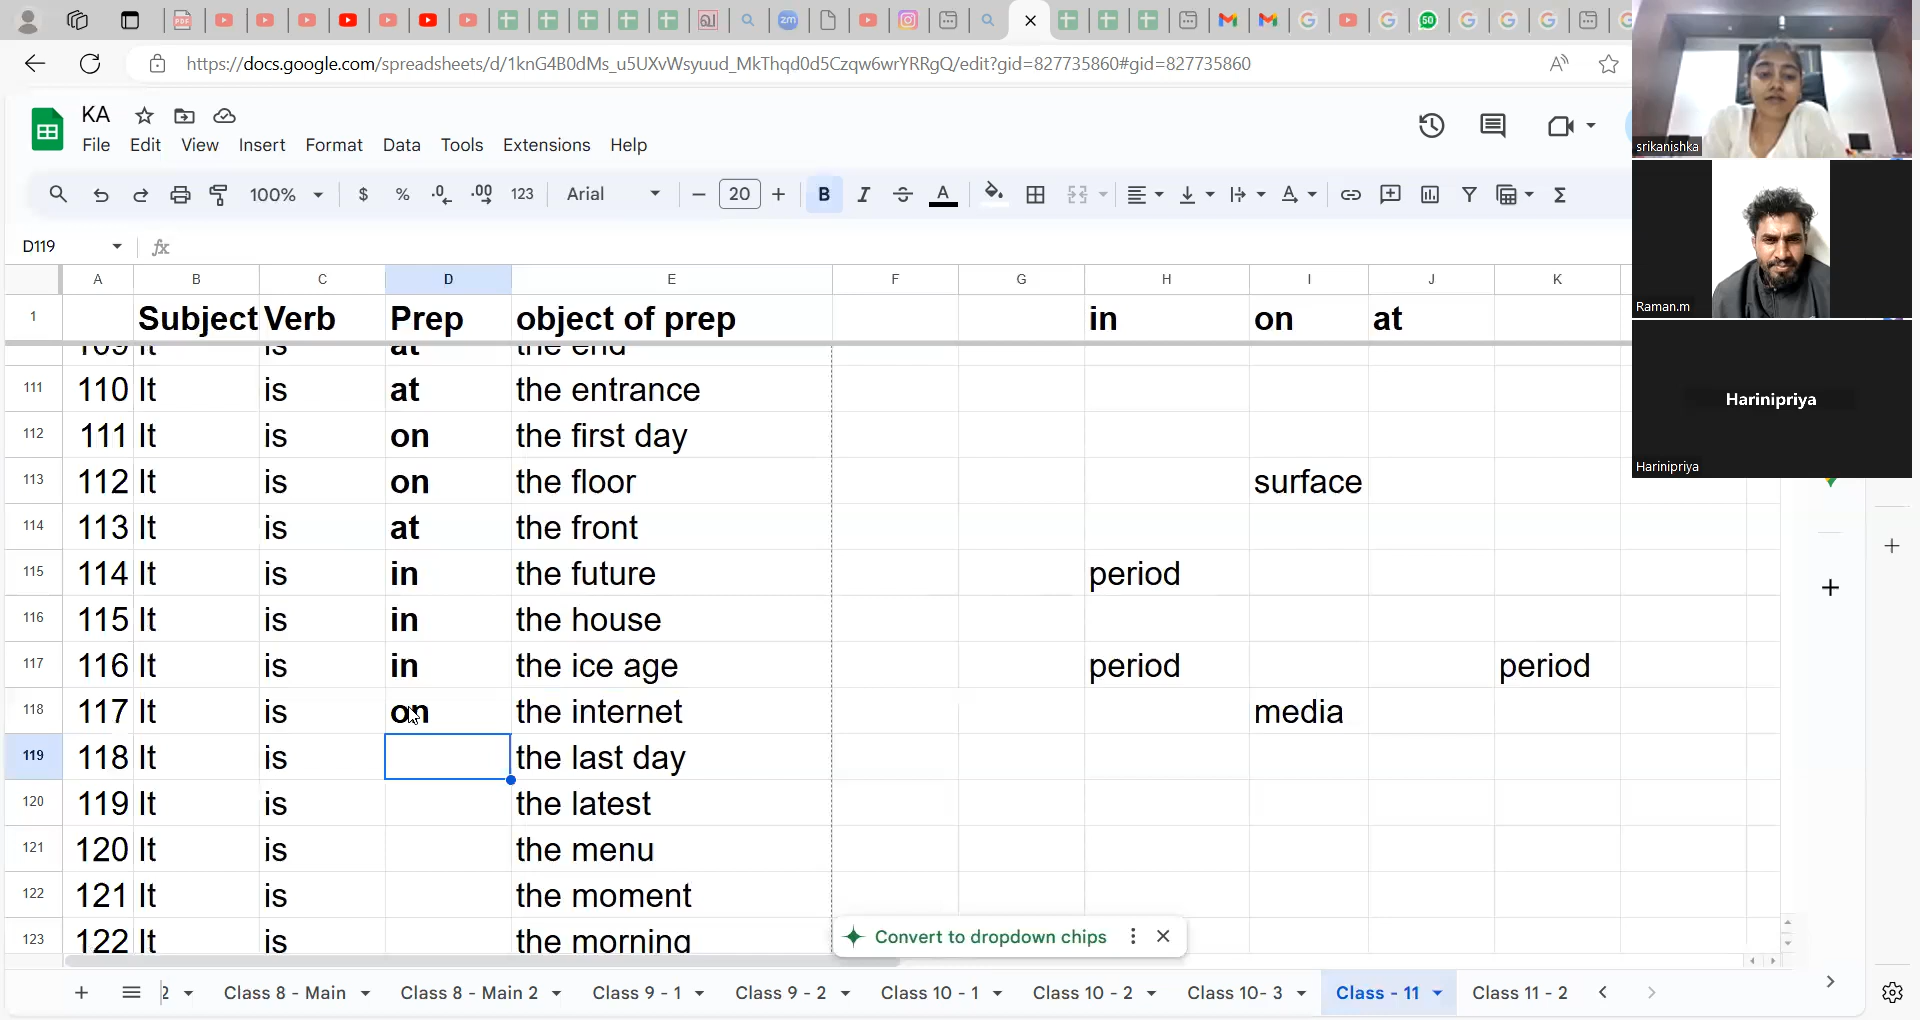 https://docs.google.com/spreadsheets/d/1knG4B0dMs_u5UXvWsyuud_MkThqd0d5Czqw6wrYRRgQ/edit?gid=827735860#gid=827735860
KA
File Edit View Insert Format Data Tools Extensions Help
100% $ % .0 .00 123 Arial 20 B I A
D119 fx
A B C D E F G H I J K
1 Subject Verb Prep object of prep in on at
109 It is at the end
111 110 It is at the entrance
112 111 It is on the first day
113 112 It is on the floor surface
114 113 It is at the front
115 114 It is in the future period
116 115 It is in the house
117 116 It is in the ice age period period
118 117 It is on the internet media
119 118 It is the last day
120 119 It is the latest
121 120 It is the menu
122 121 It is the moment
123 122 It is the morning
Convert to dropdown chips
2 Class 8 - Main Class 8 - Main 2 Class 9 - 1 Class 9 - 2 Class 10 - 1 Class 10 - 2 Class 10- 3 Class - 11 Class 11 - 2
srikanishka
Raman.m
Harinipriya
Harinipriya